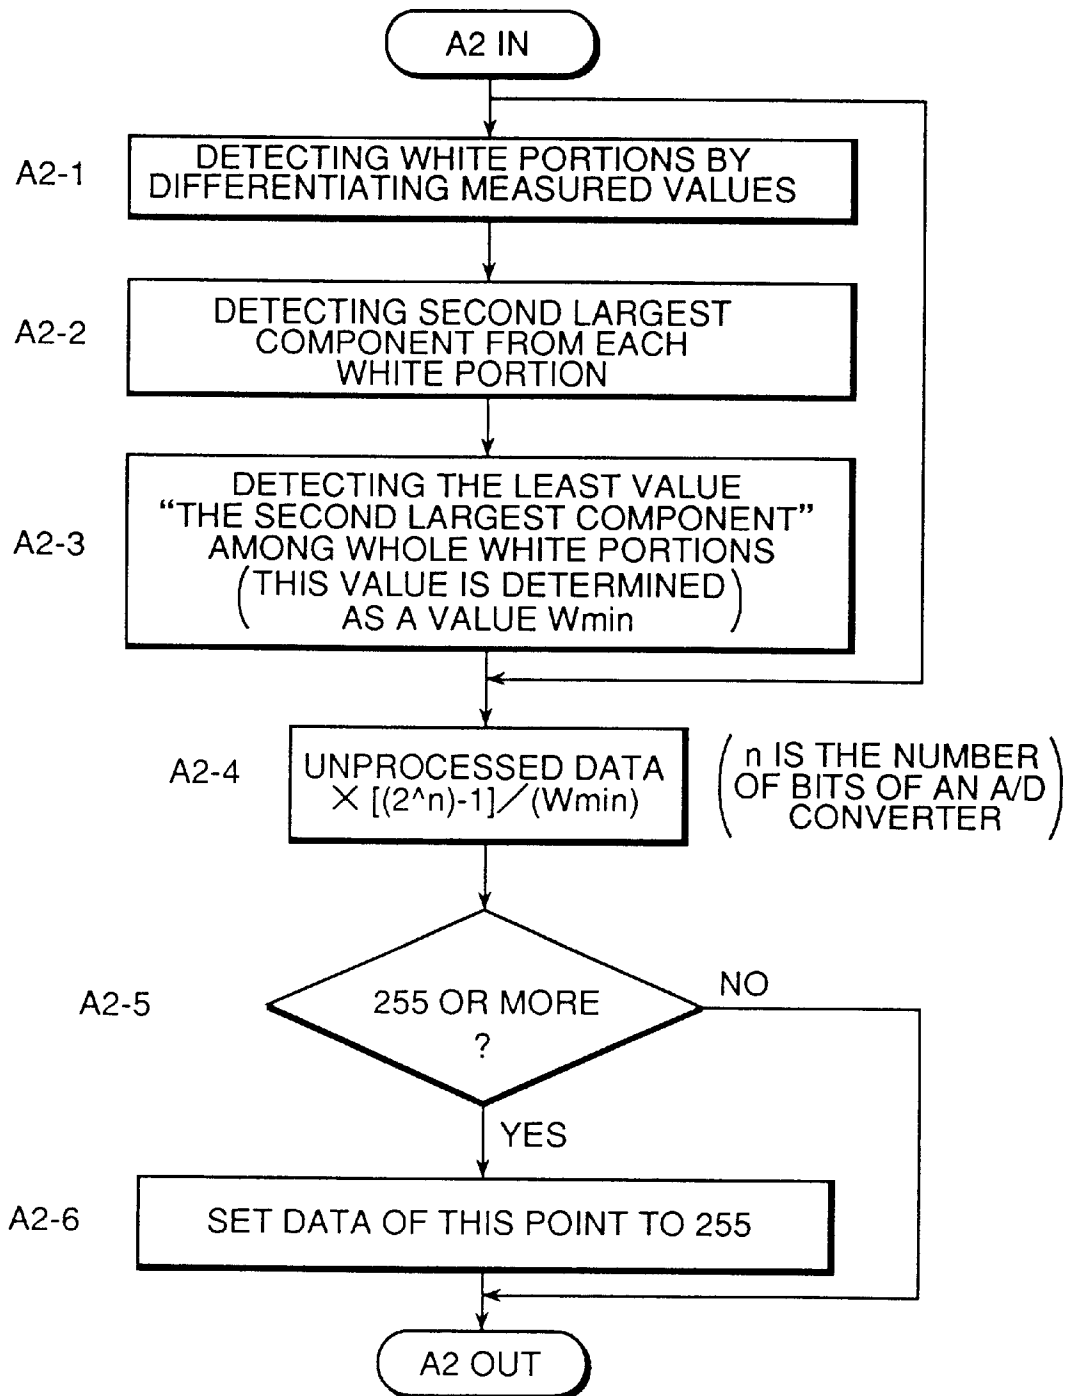 A2 IN
A2-1
DETECTING WHITE PORTIONS BY
DIFFERENTIATING MEASURED VALUES
A2-2
DETECTING SECOND LARGEST
COMPONENT FROM EACH
WHITE PORTION
A2-3
DETECTING THE LEAST VALUE
“THE SECOND LARGEST COMPONENT”
AMONG WHOLE WHITE PORTIONS
(THIS VALUE IS DETERMINED
AS A VALUE Wmin)
A2-4
UNPROCESSED DATA
× [(2^n)-1]/(Wmin)
(n IS THE NUMBER
OF BITS OF AN A/D
CONVERTER)
A2-5
255 OR MORE
?
NO
YES
A2-6
SET DATA OF THIS POINT TO 255
A2 OUT